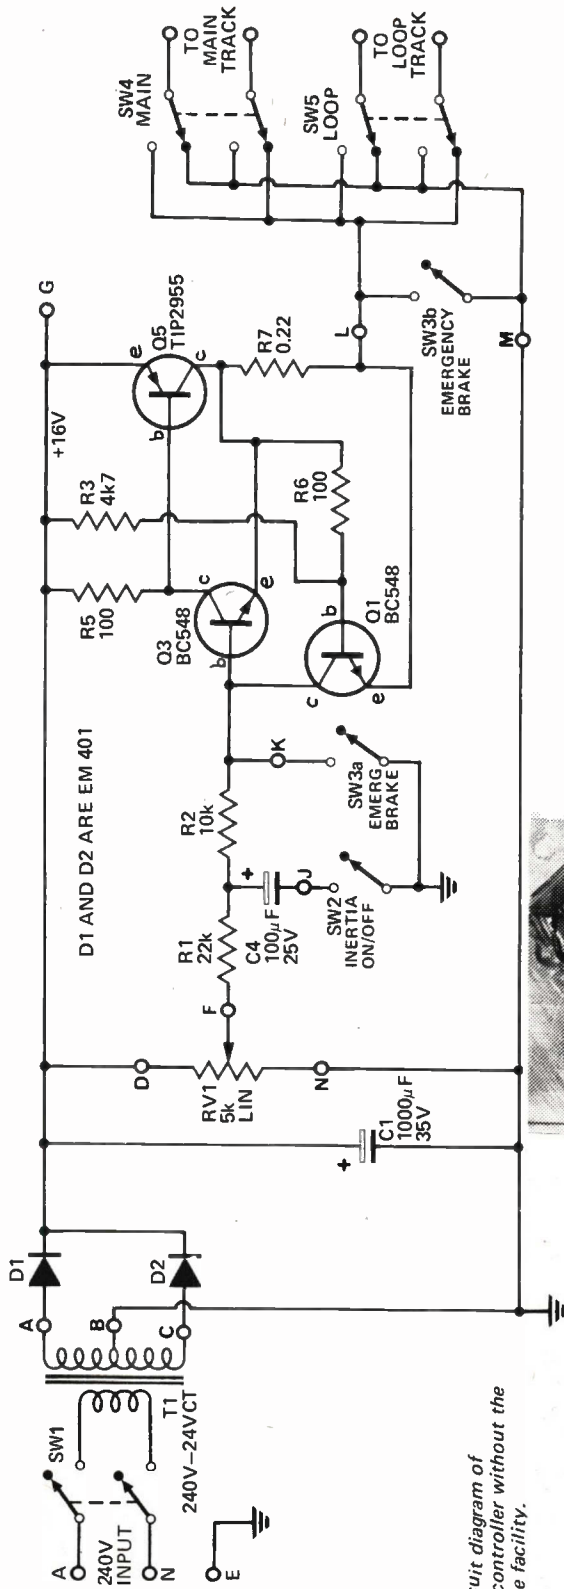 A
240V
INPUT
N
E
SW1
T1
240V–24VCT
A
B
C
D1
D2
D1 AND D2 ARE EM 401
+
C1
1000μF
35V
D
RV1
5k
LIN
N
F
R1
22k
+
C4
100μF
25V
J
SW2
INERTIA
ON/OFF
R2
10k
K
SW3a
EMERG
BRAKE
R5
100
R3
4k7
+16V
b
c
e
Q3
BC548
b
c
e
Q1
BC548
R6
100
b
e
c
Q5
TIP2955
G
R7
0.22
L
SW3b
EMERGENCY
BRAKE
M
SW4
MAIN
TO
MAIN
TRACK
SW5
LOOP
TO
LOOP
TRACK
uit diagram of
controller without the
e facility.